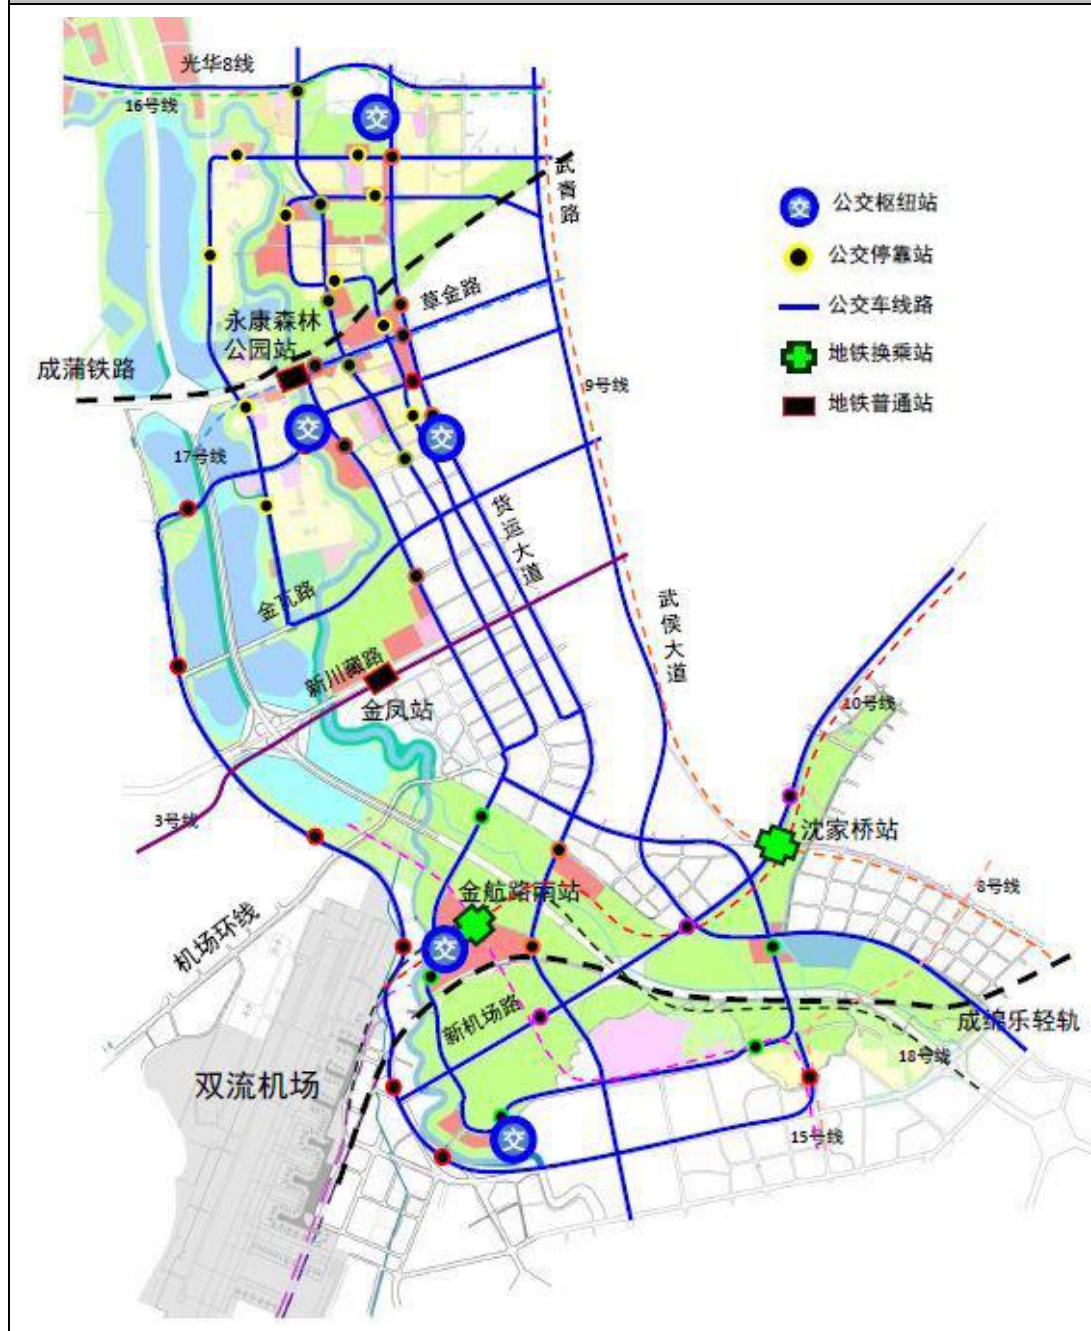 光华8线
16号线
交
武青路
公交枢纽站
交
公交停靠站
公交车线路
地铁换乘站
地铁普通站
草金路
永康森林
公园站
成蒲铁路
9号线
交
交
17号线
货运大道
金瓦路
武侯大道
新川藏路
金凤站
10号线
3号线
沈家桥站
8号线
金航路南站
机场环线
交
新机场路
成绵乐轻轨
18号线
双流机场
15号线
交